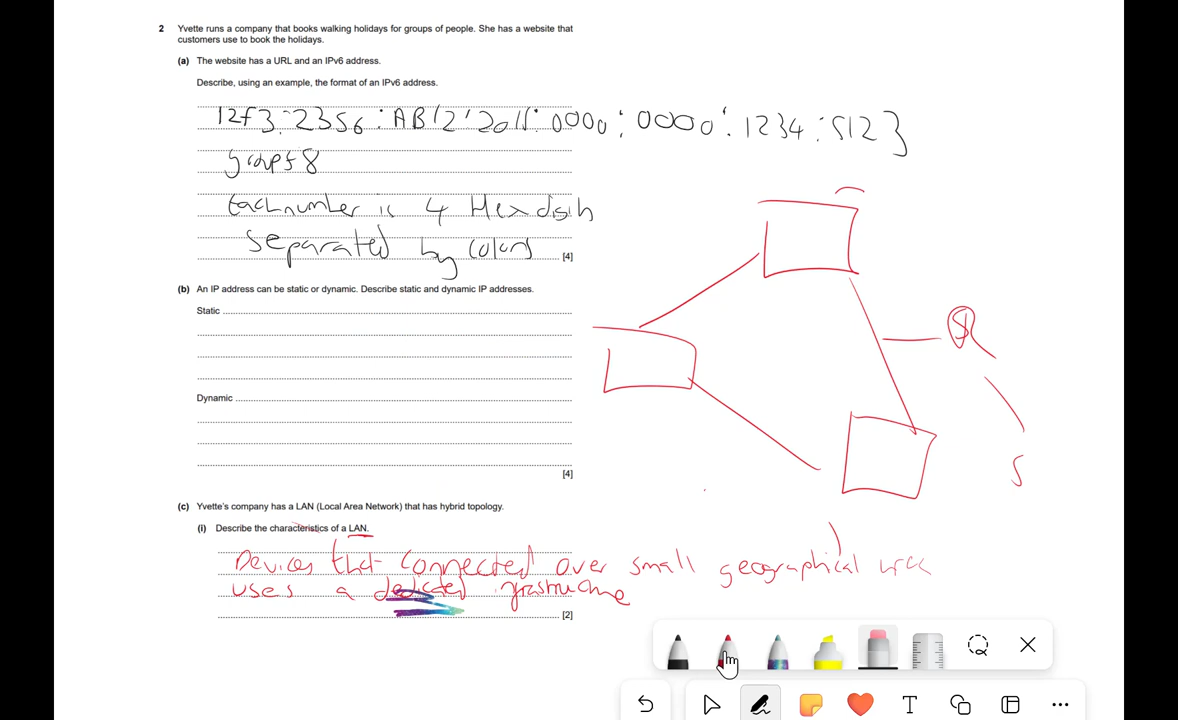 2 Yvette runs a company that books walking holidays for groups of people. She has a website that
customers use to book the holidays.
(a) The website has a URL and an IPv6 address.
Describe, using an example, the format of an IPv6 address.
12f3:2356:AB12:2011:0000:0000:1234:5123
groups 8
Each number is 4 Hex
separated by colons
[4]
(b) An IP address can be static or dynamic. Describe static and dynamic IP addresses.
Static
Dynamic
[4]
(c) Yvette's company has a LAN (Local Area Network) that has hybrid topology.
(i) Describe the characteristics of a LAN.
Devices that connected over small geographical
uses a
[2]
T